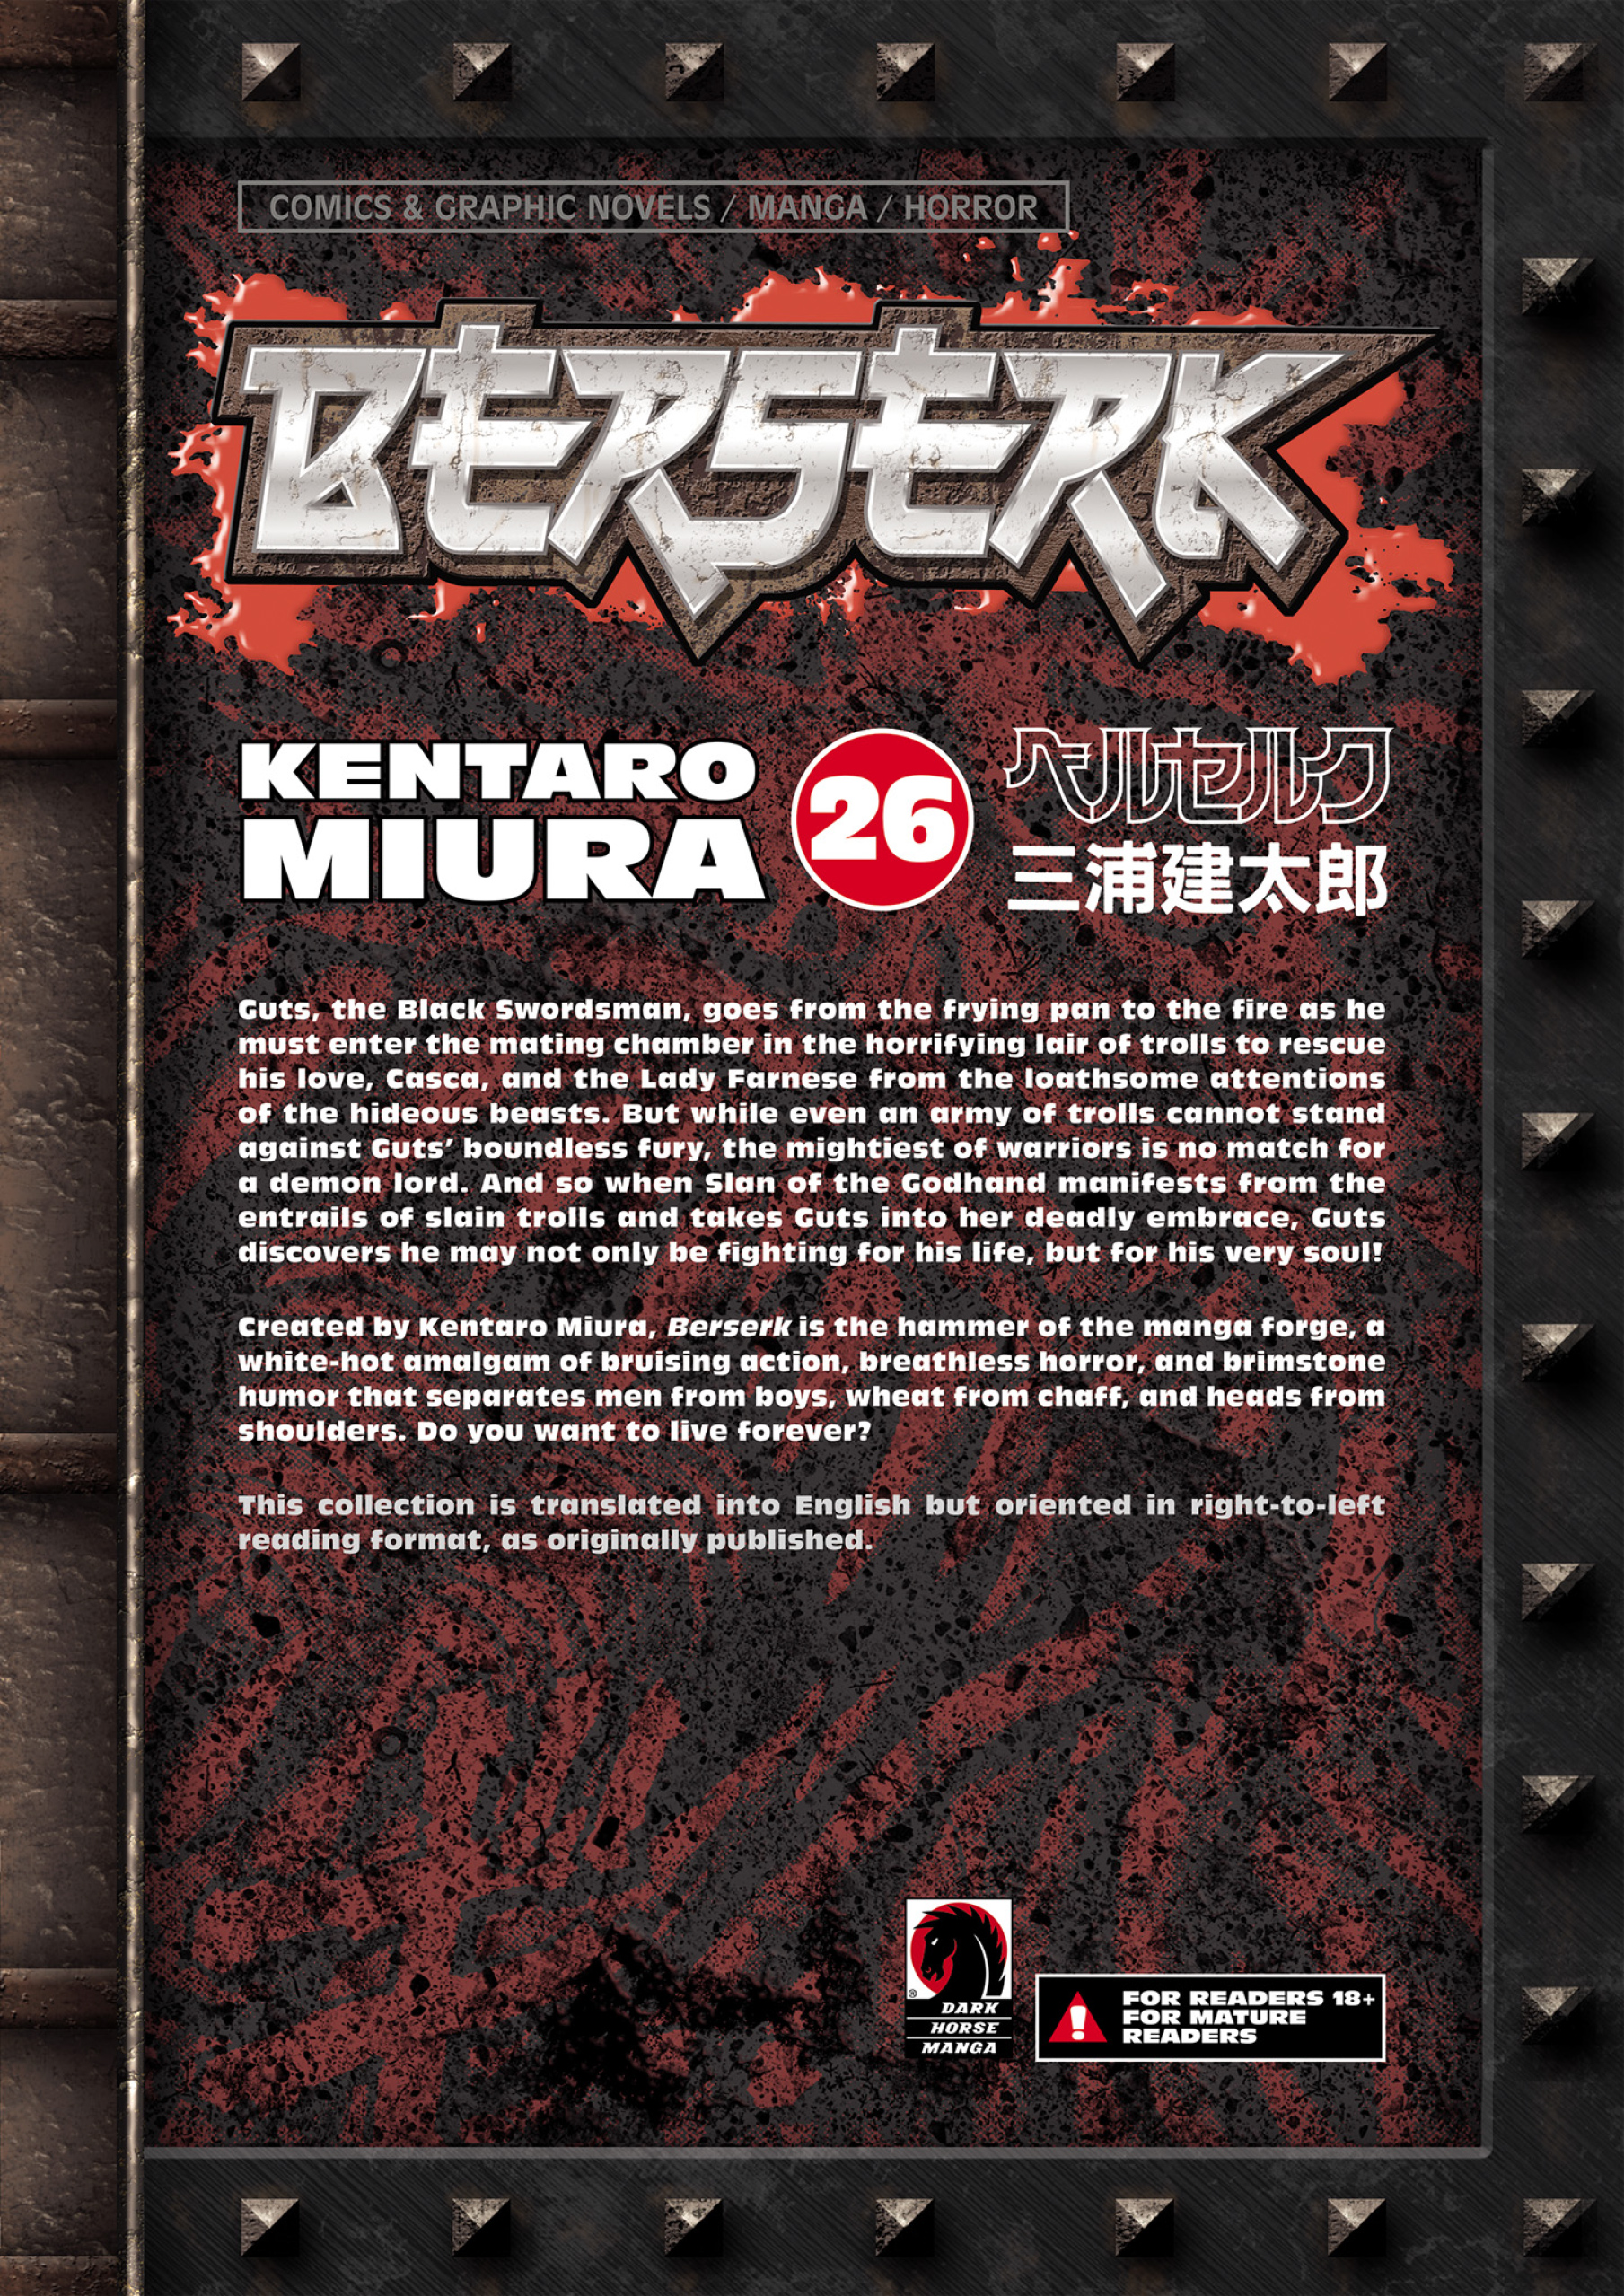 COMICS & GRAPHIC NOVELS / MANGA / HORROR
BERSERK
KENTARO
MIURA
26
ベルセルク
三浦建太郎
Guts, the Black Swordsman, goes from the frying pan to the fire as he
must enter the mating chamber in the horrifying lair of trolls to rescue
his love, Casca, and the Lady Farnese from the loathsome attentions
of the hideous beasts. But while even an army of trolls cannot stand
against Guts’ boundless fury, the mightiest of warriors is no match for
a demon lord. And so when Slan of the Godhand manifests from the
entrails of slain trolls and takes Guts into her deadly embrace, Guts
discovers he may not only be fighting for his life, but for his very soul!
Created by Kentaro Miura, Berserk is the hammer of the manga forge, a
white-hot amalgam of bruising action, breathless horror, and brimstone
humor that separates men from boys, wheat from chaff, and heads from
shoulders. Do you want to live forever?
This collection is translated into English but oriented in right-to-left
reading format, as originally published.
®
DARK
HORSE
MANGA
FOR READERS 18+
FOR MATURE
READERS